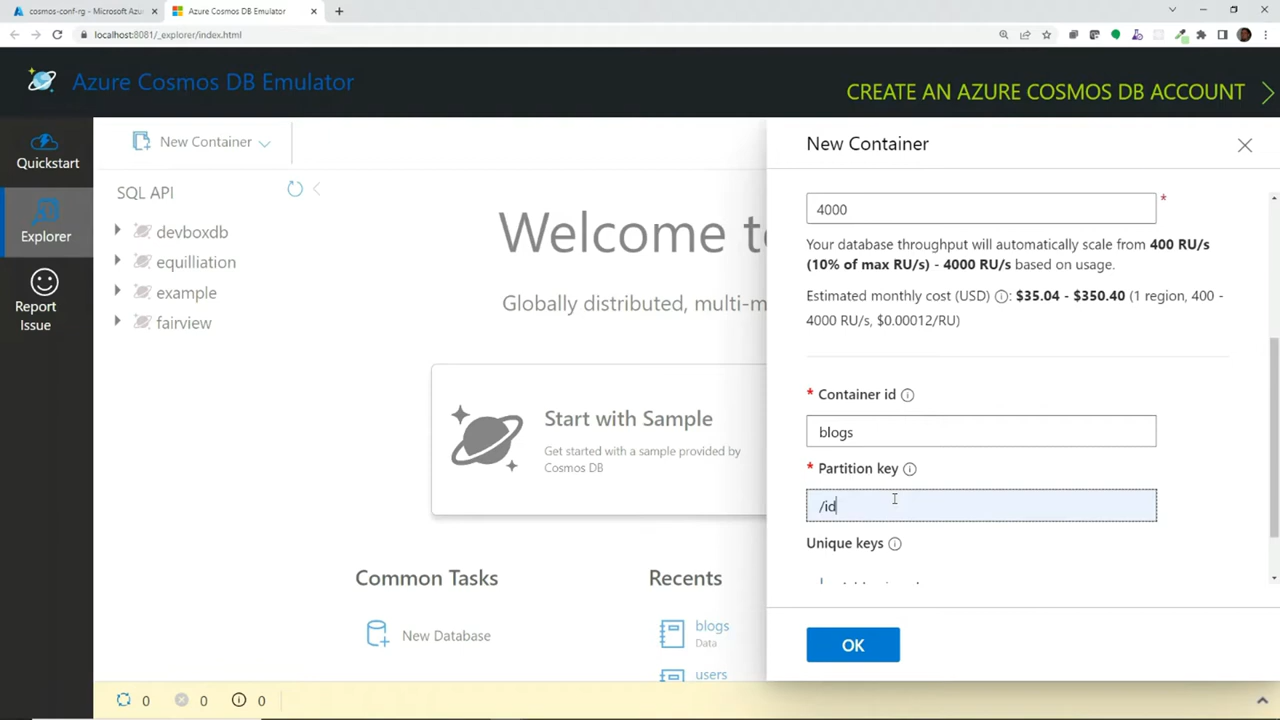 cosmos-conf-rg - Microsoft Azu
Azure Cosmos DB Emulator
localhost:8081/_explorer/index.html
Azure Cosmos DB Emulator
CREATE AN AZURE COSMOS DB ACCOUNT
Quickstart
Explorer
Report
Issue
New Container
SQL API
devboxdb
equilliation
example
fairview
Welcome to
Globally distributed, multi-m
Start with Sample
Get started with a sample provided by
Cosmos DB
Common Tasks
New Database
Recents
blogs
Data
users
New Container
4000
*
Your database throughput will automatically scale from 400 RU/s
(10% of max RU/s) - 4000 RU/s based on usage.
Estimated monthly cost (USD) : $35.04 - $350.40 (1 region, 400 -
4000 RU/s, $0.00012/RU)
* Container id
blogs
* Partition key
/id
Unique keys
OK
0 0 0